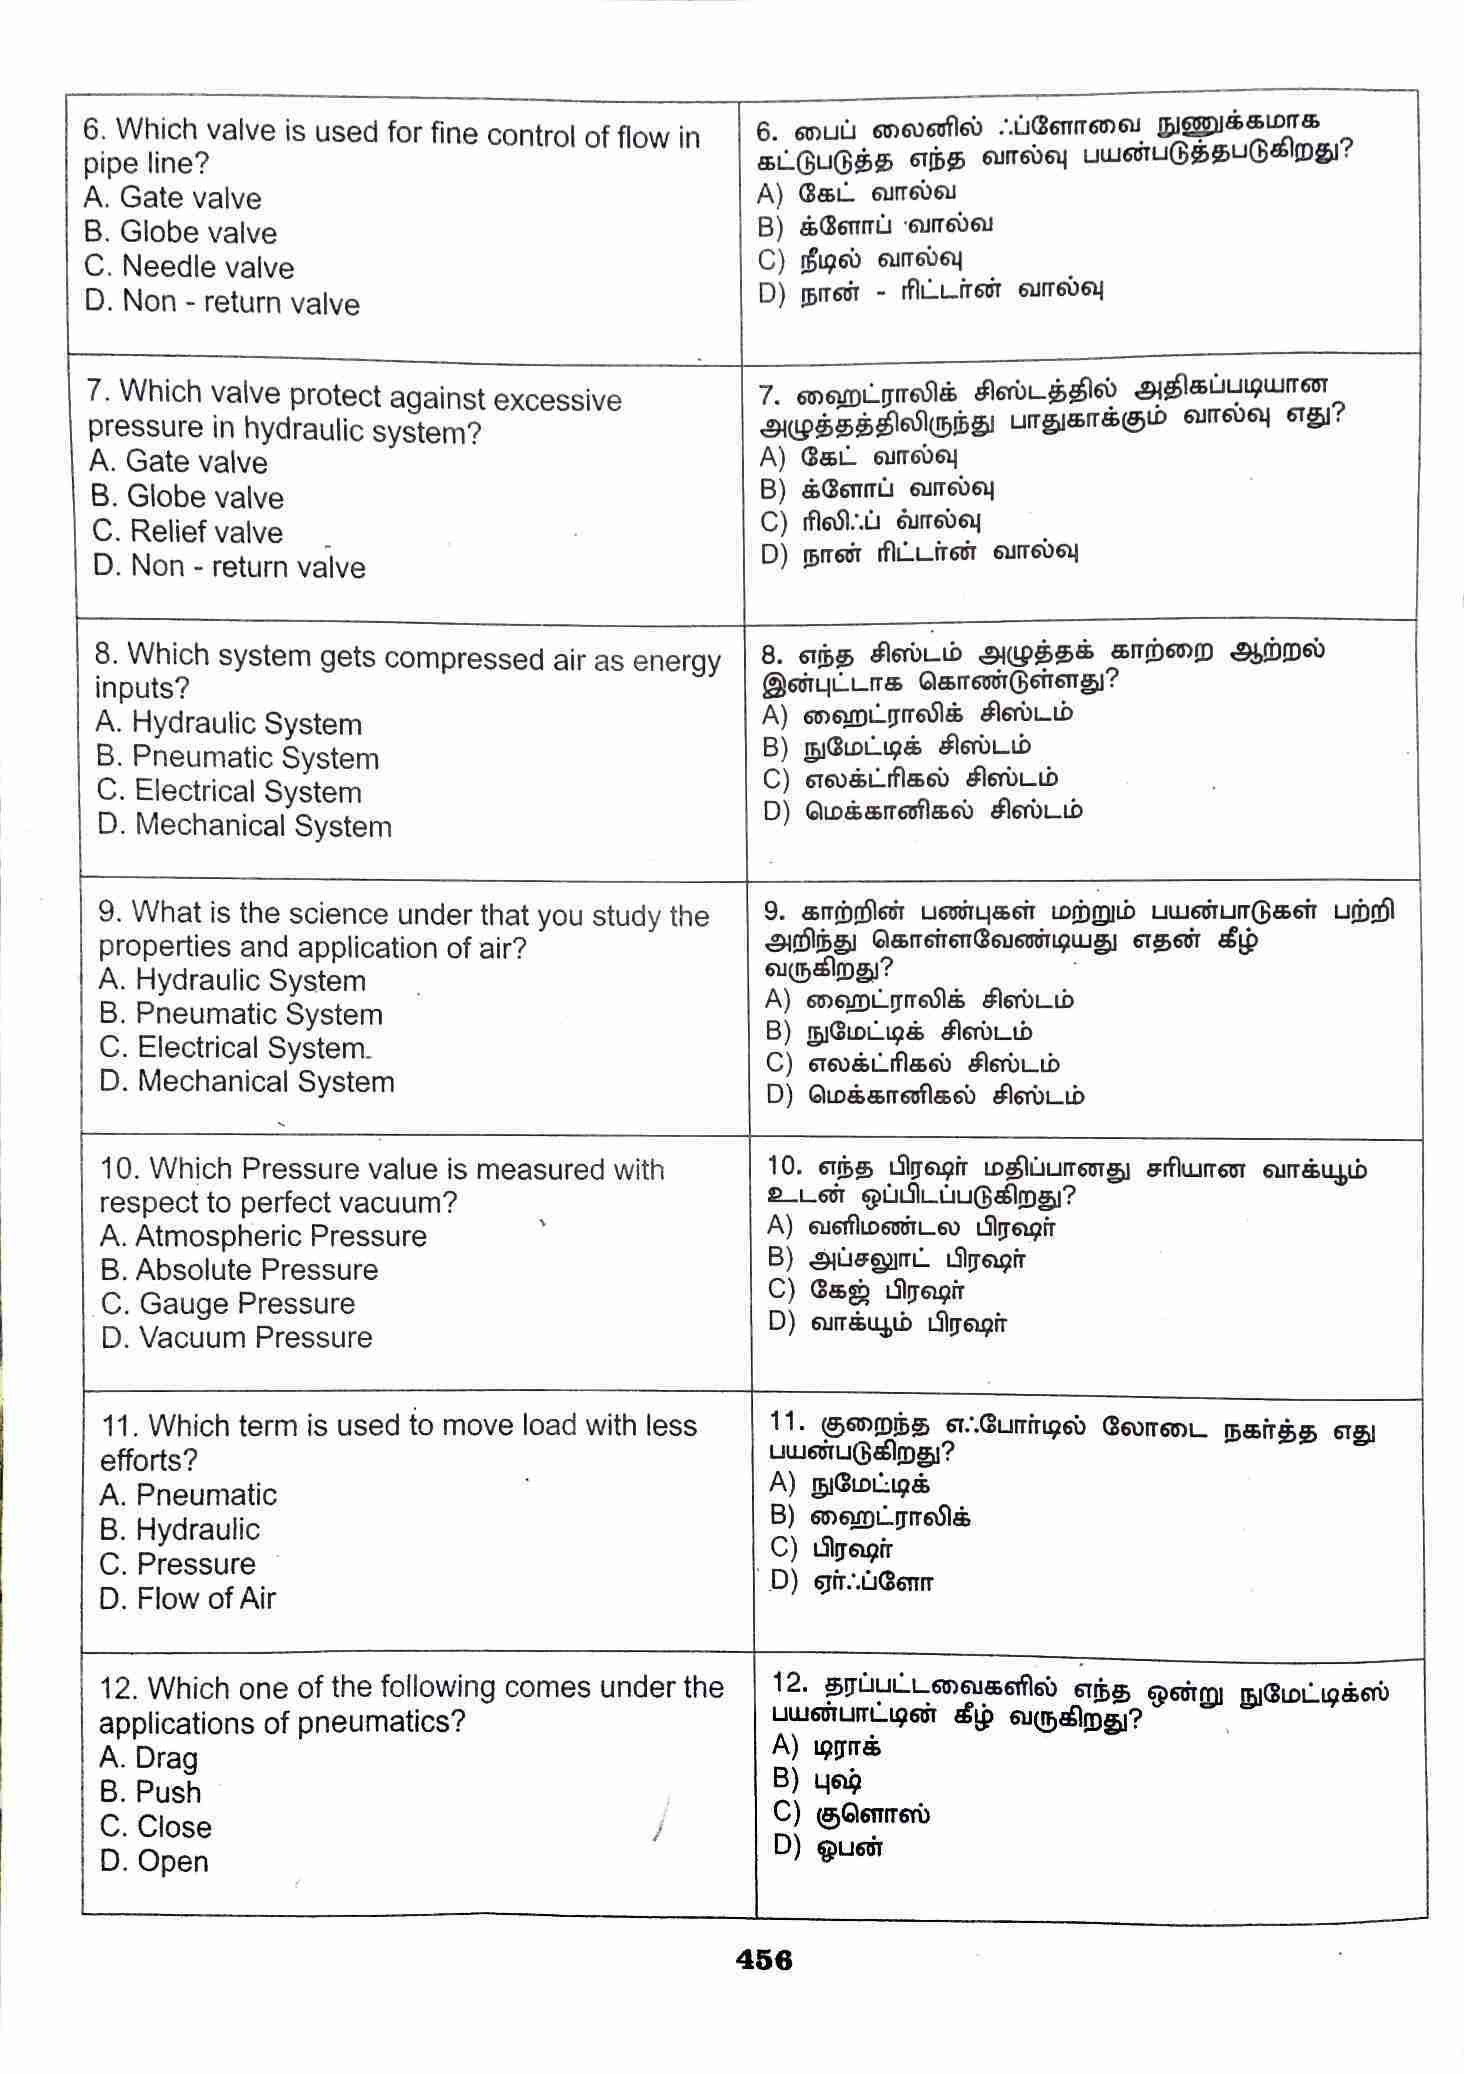 6. Which valve is used for fine control of flow in
pipe line?
A. Gate valve
B. Globe valve
C. Needle valve
D. Non - return valve
6. பைப் லைனில் ஃப்ளோவை நுணுக்கமாக
கட்டுபடுத்த எந்த வால்வு பயன்படுத்தபடுகிறது?
A) கேட் வால்வ
B) க்ளோப் வால்வ
C) நீடில் வால்வு
D) நான் - ரிட்டர்ன் வால்வு
7. Which valve protect against excessive
pressure in hydraulic system?
A. Gate valve
B. Globe valve
C. Relief valve
D. Non - return valve
7. ஹைட்ராலிக் சிஸ்டத்தில் அதிகப்படியான
அழுத்தத்திலிருந்து பாதுகாக்கும் வால்வு எது?
A) கேட் வால்வு
B) க்ளோப் வால்வு
C) ரிலிஃப் வால்வு
D) நான் ரிட்டர்ன் வால்வு
8. Which system gets compressed air as energy
inputs?
A. Hydraulic System
B. Pneumatic System
C. Electrical System
D. Mechanical System
8. எந்த சிஸ்டம் அழுத்தக் காற்றை ஆற்றல்
இன்புட்டாக கொண்டுள்ளது?
A) ஹைட்ராலிக் சிஸ்டம்
B) நுமேட்டிக் சிஸ்டம்
C) எலக்ட்ரிகல் சிஸ்டம்
D) மெக்கானிகல் சிஸ்டம்
9. What is the science under that you study the
properties and application of air?
A. Hydraulic System
B. Pneumatic System
C. Electrical System
D. Mechanical System
9. காற்றின் பண்புகள் மற்றும் பயன்பாடுகள் பற்றி
அறிந்து கொள்ளவேண்டியது எதன் கீழ்
வருகிறது?
A) ஹைட்ராலிக் சிஸ்டம்
B) நுமேட்டிக் சிஸ்டம்
C) எலக்ட்ரிகல் சிஸ்டம்
D) மெக்கானிகல் சிஸ்டம்
10. Which Pressure value is measured with
respect to perfect vacuum?
A. Atmospheric Pressure
B. Absolute Pressure
C. Gauge Pressure
D. Vacuum Pressure
10. எந்த பிரஷர் மதிப்பானது சரியான வாக்யூம்
உடன் ஒப்பிடப்படுகிறது?
A) வளிமண்டல பிரஷர்
B) அப்சலுாட் பிரஷர்
C) கேஜ் பிரஷர்
D) வாக்யூம் பிரஷர்
11. Which term is used to move load with less
efforts?
A. Pneumatic
B. Hydraulic
C. Pressure
D. Flow of Air
11. குறைந்த எஃபோர்டில் லோடை நகர்த்த எது
பயன்படுகிறது?
A) நுமேட்டிக்
B) ஹைட்ராலிக்
C) பிரஷர்
D) ஏர்ஃப்ளோ
12. Which one of the following comes under the
applications of pneumatics?
A. Drag
B. Push
C. Close
D. Open
12. தரப்பட்டவைகளில் எந்த ஒன்று நுமேட்டிக்ஸ்
பயன்பாட்டின் கீழ் வருகிறது?
A) டிராக்
B) புஷ்
C) குளொஸ்
D) ஒபன்
456